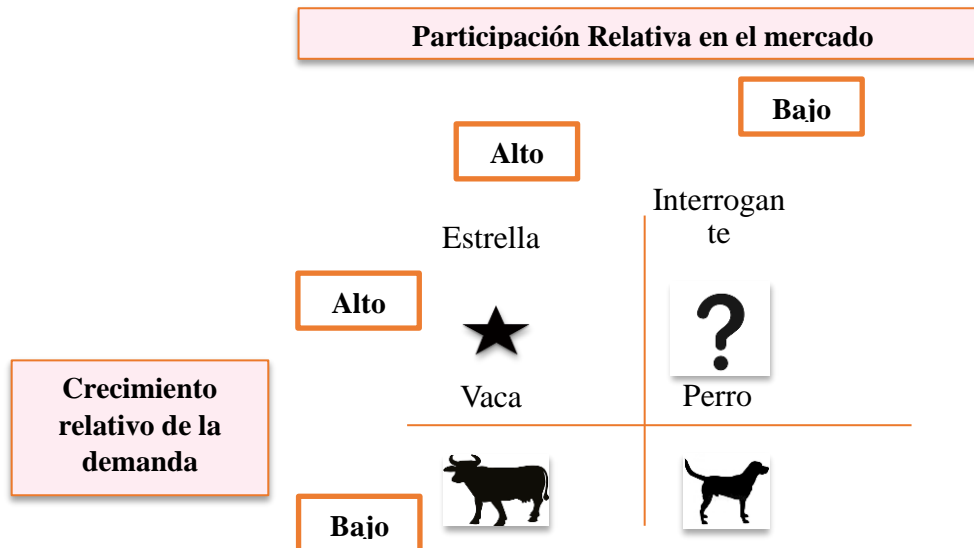 Participación Relativa en el mercado
Bajo
Alto
Interrogan
te
Estrella
Alto
?
Vaca
Perro
Crecimiento
relativo de la
demanda
Bajo